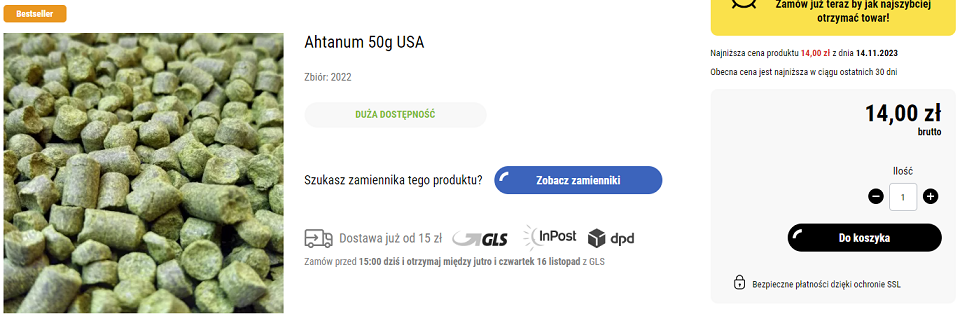 Bestseller
Ahtanum 50g USA
Zbiór: 2022
DUŻA DOSTĘPNOŚĆ
Szukasz zamiennika tego produktu?
Zobacz zamienniki
Dostawa już od 15 zł
GLS
InPost
dpd
Zamów przed 15:00 dziś i otrzymaj między jutro i czwartek 16 listopad z GLS
Zamów już teraz by jak najszybciej
otrzymać towar!
Najniższa cena produktu 14,00 zł z dnia 14.11.2023
Obecna cena jest najniższa w ciągu ostatnich 30 dni
14,00 zł
brutto
Ilość
1
Do koszyka
Bezpieczne płatności dzięki ochronie SSL